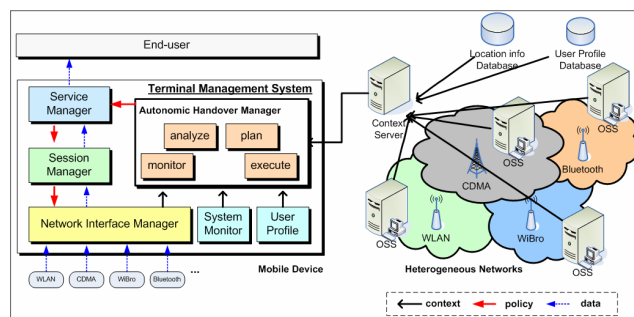 End-user
Terminal Management System
Service
Manager
Autonomic Handover Manager
analyze
plan
monitor
execute
Session
Manager
Network Interface Manager
System
Monitor
User
Profile
Mobile Device
WLAN
CDMA
WiBro
Bluetooth
...
Location info
Database
User Profile
Database
Context
Server
OSS
OSS
Bluetooth
CDMA
WLAN
WiBro
OSS
OSS
Heterogeneous Networks
context
policy
data